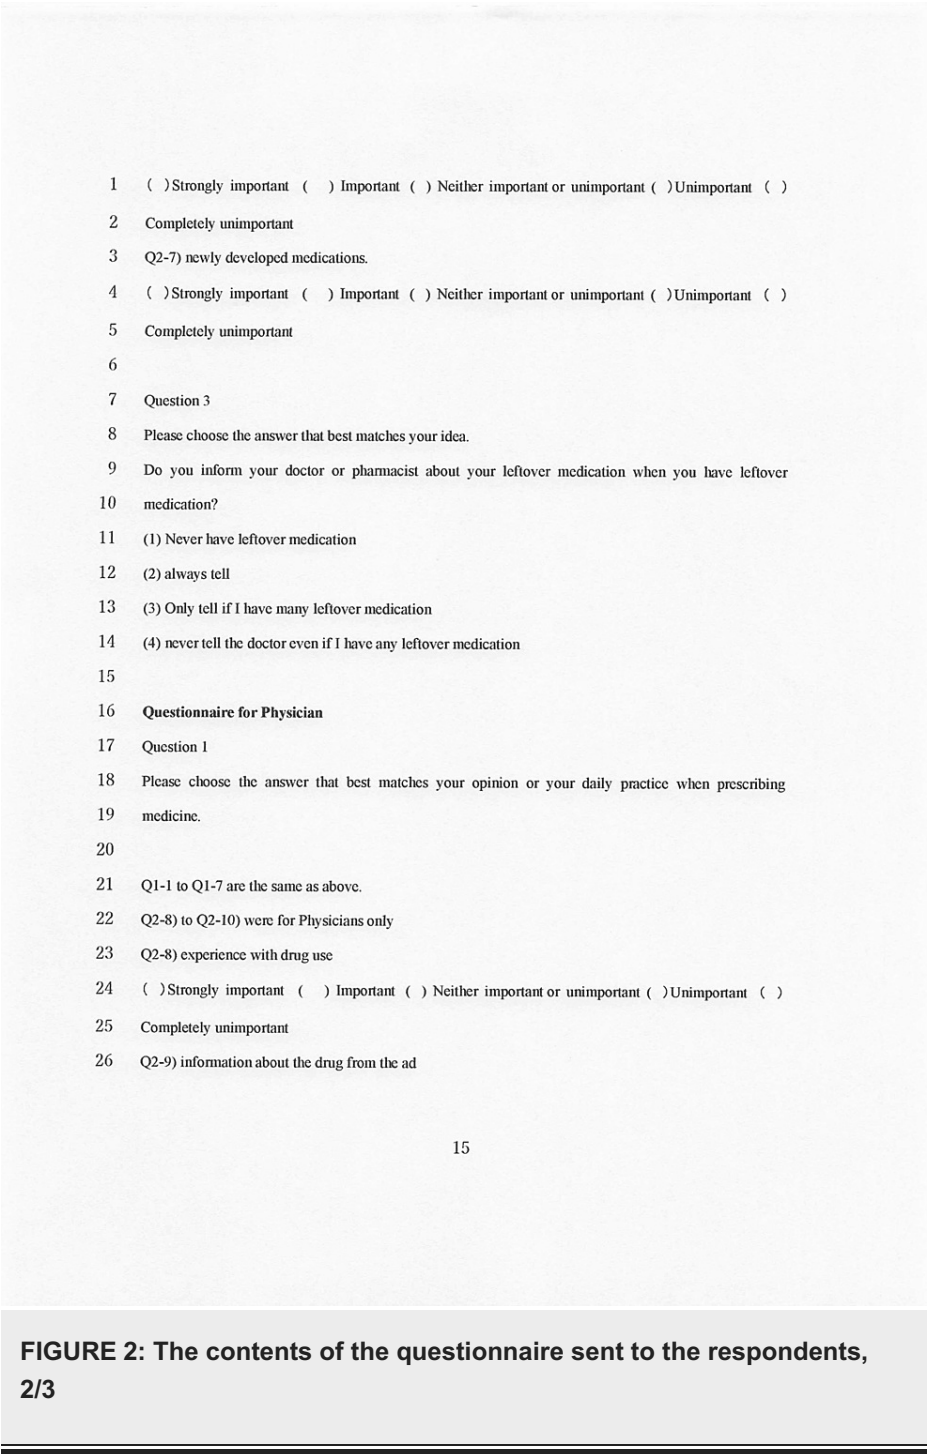 1 ( )Strongly important ( ) Important ( ) Neither important or unimportant ( )Unimportant ( )
2 Completely unimportant
3 Q2-7) newly developed medications.
4 ( )Strongly important ( ) Important ( ) Neither important or unimportant ( )Unimportant ( )
5 Completely unimportant
6
7 Question 3
8 Please choose the answer that best matches your idea.
9 Do you inform your doctor or pharmacist about your leftover medication when you have leftover
10 medication?
11 (1) Never have leftover medication
12 (2) always tell
13 (3) Only tell if I have many leftover medication
14 (4) never tell the doctor even if I have any leftover medication
15
16 Questionnaire for Physician
17 Question 1
18 Please choose the answer that best matches your opinion or your daily practice when prescribing
19 medicine.
20
21 Q1-1 to Q1-7 are the same as above.
22 Q2-8) to Q2-10) were for Physicians only
23 Q2-8) experience with drug use
24 ( )Strongly important ( ) Important ( ) Neither important or unimportant ( )Unimportant ( )
25 Completely unimportant
26 Q2-9) information about the drug from the ad
15
FIGURE 2: The contents of the questionnaire sent to the respondents,
2/3